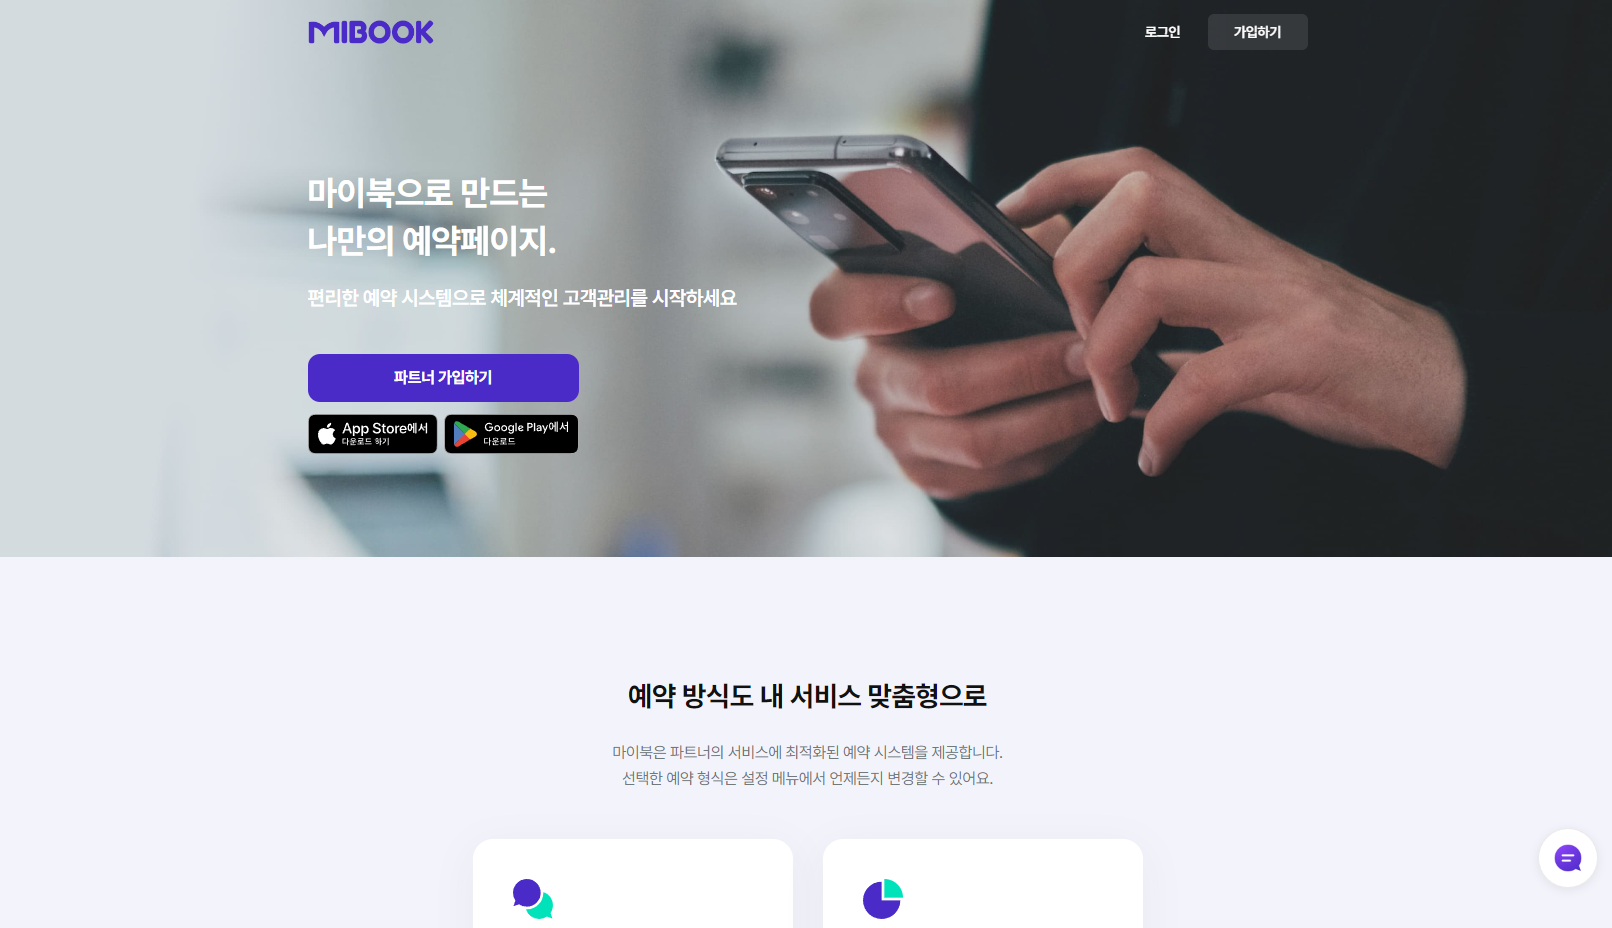 MIBOOK
로그인
가입하기
마이북으로 만드는
나만의 예약페이지.
편리한 예약 시스템으로 체계적인 고객관리를 시작하세요
파트너 가입하기
App Store에서
다운로드 하기
Google Play에서
다운로드
예약 방식도 내 서비스 맞춤형으로
마이북은 파트너의 서비스에 최적화된 예약 시스템을 제공합니다.
선택한 예약 형식은 설정 메뉴에서 언제든지 변경할 수 있어요.